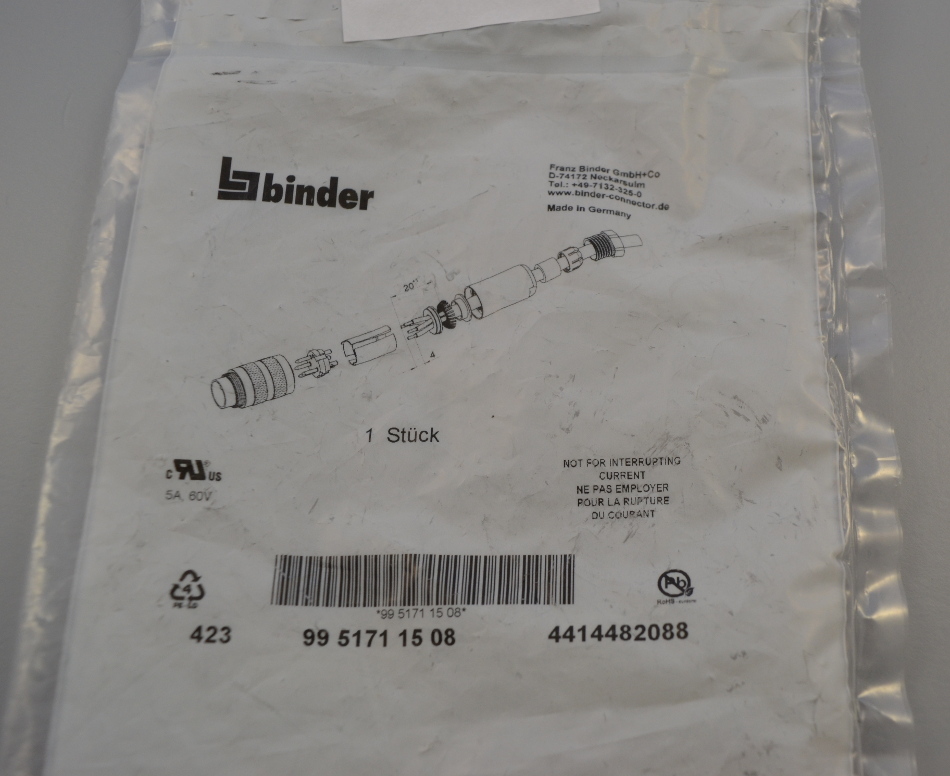 binder
Franz Binder GmbH+Co
D-74172 Neckarsulm
Tel.: +49-7132-325-0
www.binder-connector.de
Made in Germany
20
4
1 Stück
c RU® US
5A, 60V
NOT FOR INTERRUPTING
CURRENT
NE PAS EMPLOYER
POUR LA RUPTURE
DU COURANT
4
PE-LD
*99 5171 15 08*
Pb
RoHS
423
99 5171 15 08
4414482088